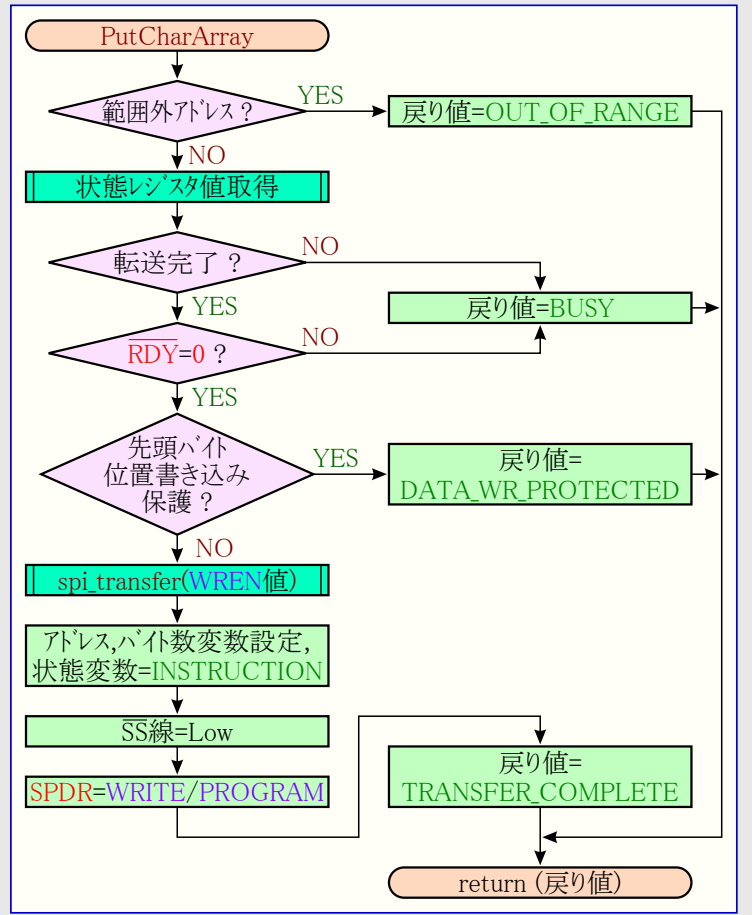 PutCharArray
範囲外アドレス ?
YES
戻り値=OUT_OF_RANGE
NO
状態レジスタ値取得
転送完了 ?
NO
戻り値=BUSY
YES
RDY=0 ?
NO
YES
先頭バイト
位置書き込み
保護 ?
YES
戻り値=
DATA_WR_PROTECTED
NO
spi_transfer(WREN値)
アドレス,バイト数変数設定,
状態変数=INSTRUCTION
SS線=Low
SPDR=WRITE/PROGRAM
戻り値=
TRANSFER_COMPLETE
return (戻り値)